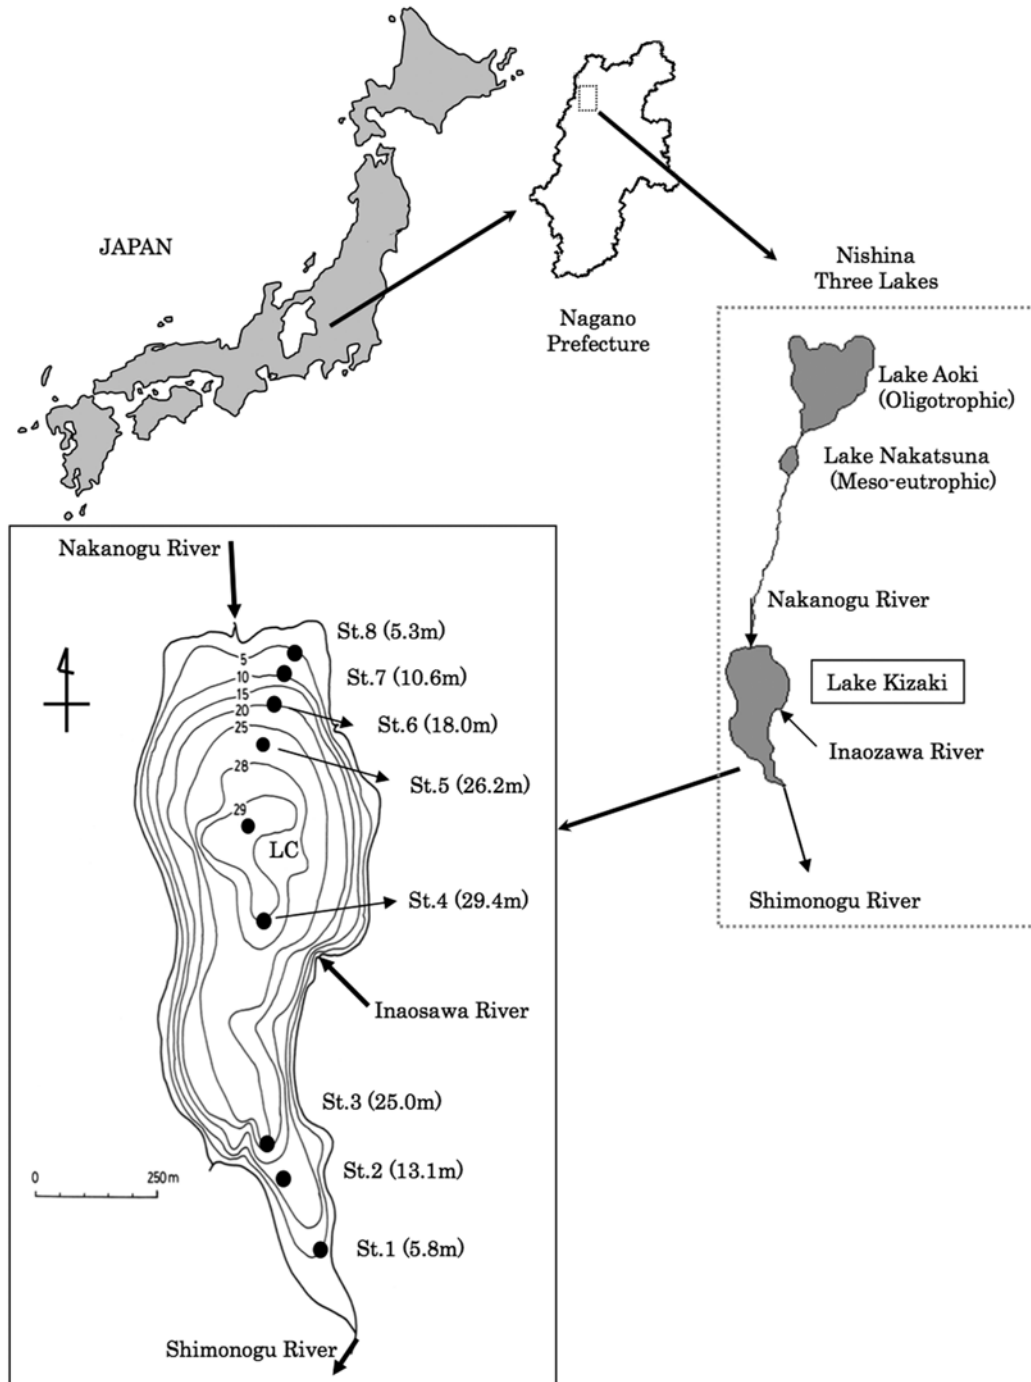 JAPAN
Nagano
Prefecture
Nishina
Three Lakes
Lake Aoki
(Oligotrophic)
Lake Nakatsuna
(Meso-eutrophic)
Nakanogu River
Lake Kizaki
Inaozawa River
Shimonogu River
Nakanogu River
St.8 (5.3m)
5
St.7 (10.6m)
10
15
20
St.6 (18.0m)
25
28
St.5 (26.2m)
29
LC
St.4 (29.4m)
Inaosawa River
St.3 (25.0m)
St.2 (13.1m)
0 250m
St.1 (5.8m)
Shimonogu River